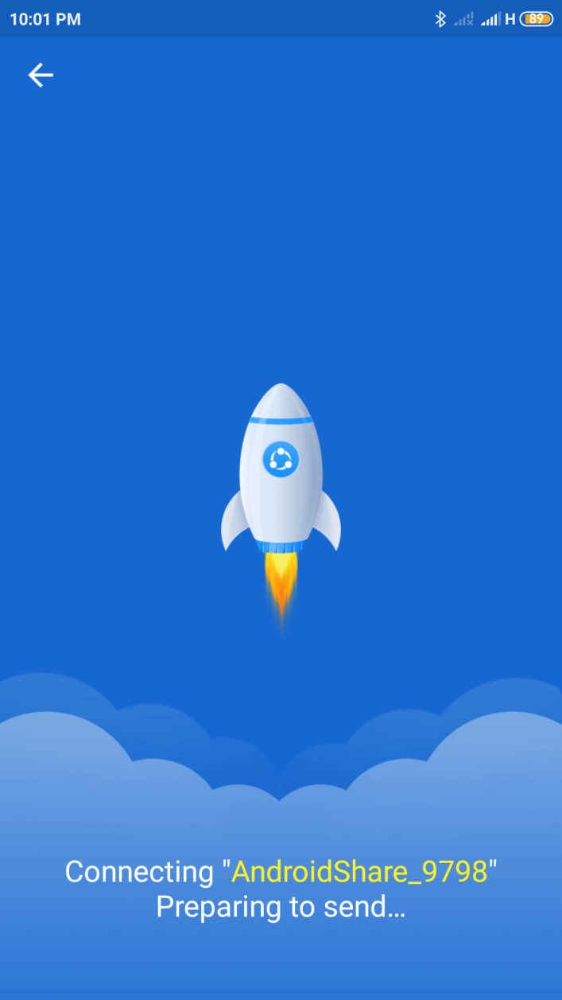 10:01 PM H 89
Connecting "AndroidShare_9798"
Preparing to send...